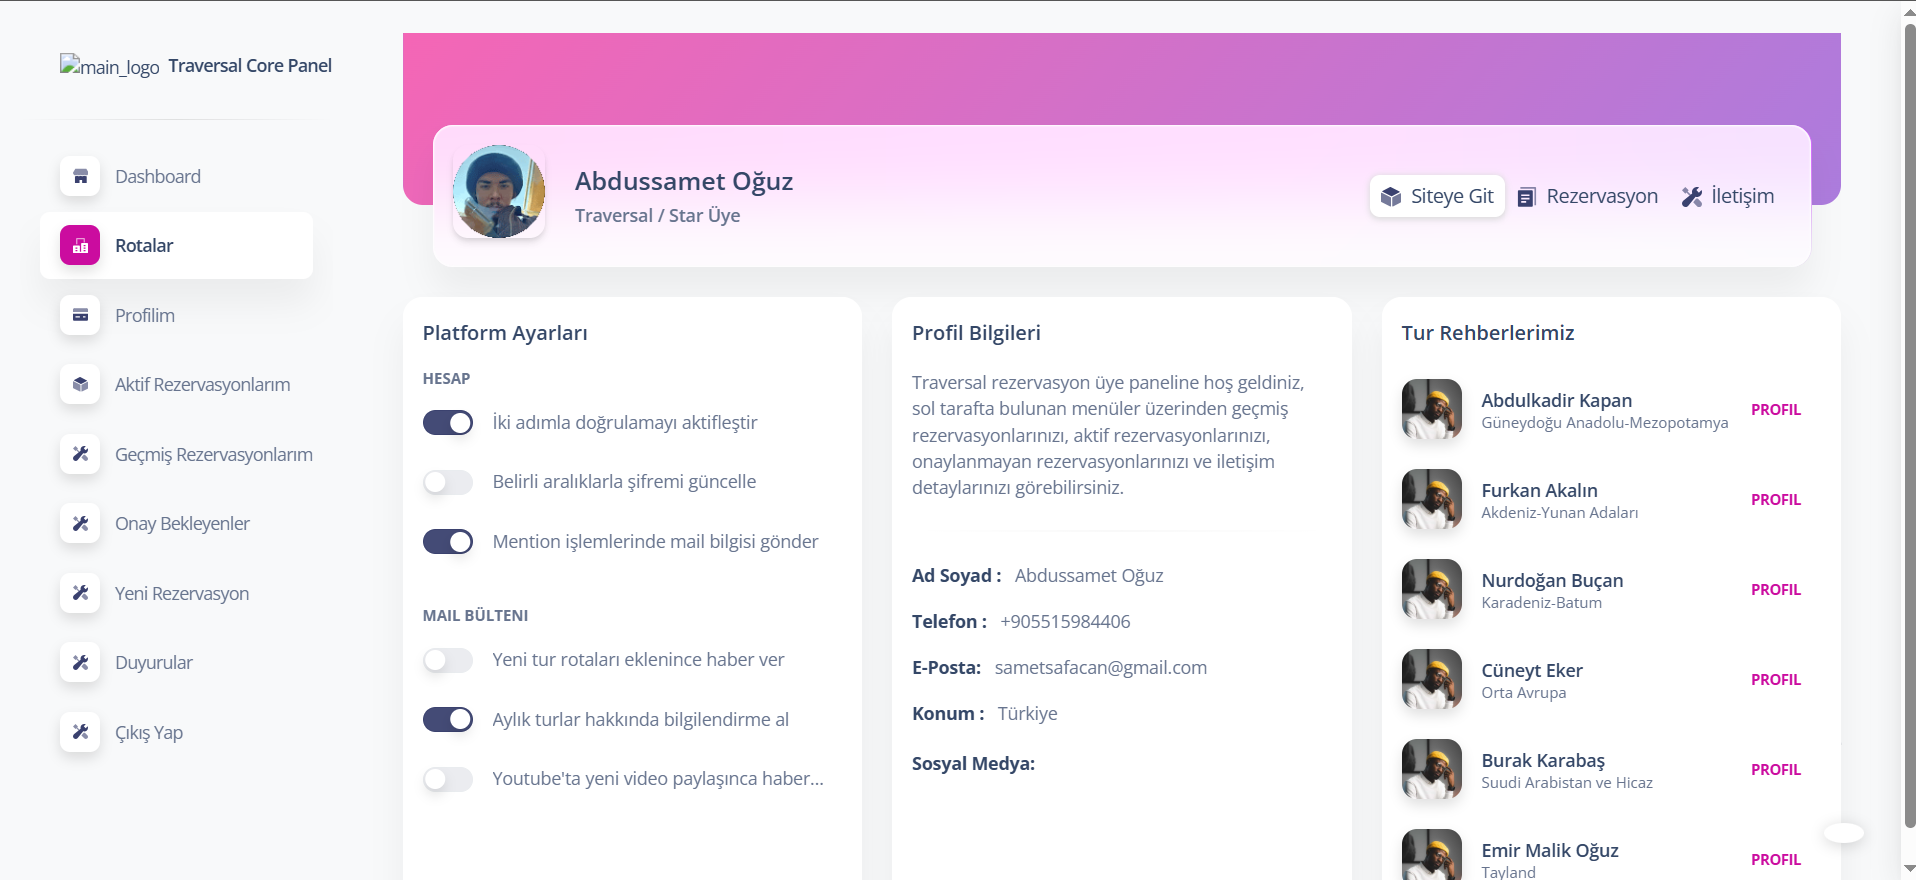 main_logo Traversal Core Panel
Dashboard
Rotalar
Profilim
Aktif Rezervasyonlarım
Geçmiş Rezervasyonlarım
Onay Bekleyenler
Yeni Rezervasyon
Duyurular
Çıkış Yap
Abdussamet Oğuz
Traversal / Star Üye
Siteye Git
Rezervasyon
İletişim
Platform Ayarları
HESAP
İki adımla doğrulamayı aktifleştir
Belirli aralıklarla şifremi güncelle
Mention işlemlerinde mail bilgisi gönder
MAIL BÜLTENI
Yeni tur rotaları eklenince haber ver
Aylık turlar hakkında bilgilendirme al
Youtube'ta yeni video paylaşınca haber...
Profil Bilgileri
Traversal rezervasyon üye paneline hoş geldiniz,
sol tarafta bulunan menüler üzerinden geçmiş
rezervasyonlarınızı, aktif rezervasyonlarınızı,
onaylanmayan rezervasyonlarınızı ve iletişim
detaylarınızı görebilirsiniz.
Ad Soyad : Abdussamet Oğuz
Telefon : +905515984406
E-Posta: sametsafacan@gmail.com
Konum : Türkiye
Sosyal Medya:
Tur Rehberlerimiz
Abdulkadir Kapan
Güneydoğu Anadolu-Mezopotamya
PROFIL
Furkan Akalın
Akdeniz-Yunan Adaları
PROFIL
Nurdoğan Buçan
Karadeniz-Batum
PROFIL
Cüneyt Eker
Orta Avrupa
PROFIL
Burak Karabaş
Suudi Arabistan ve Hicaz
PROFIL
Emir Malik Oğuz
Tayland
PROFIL